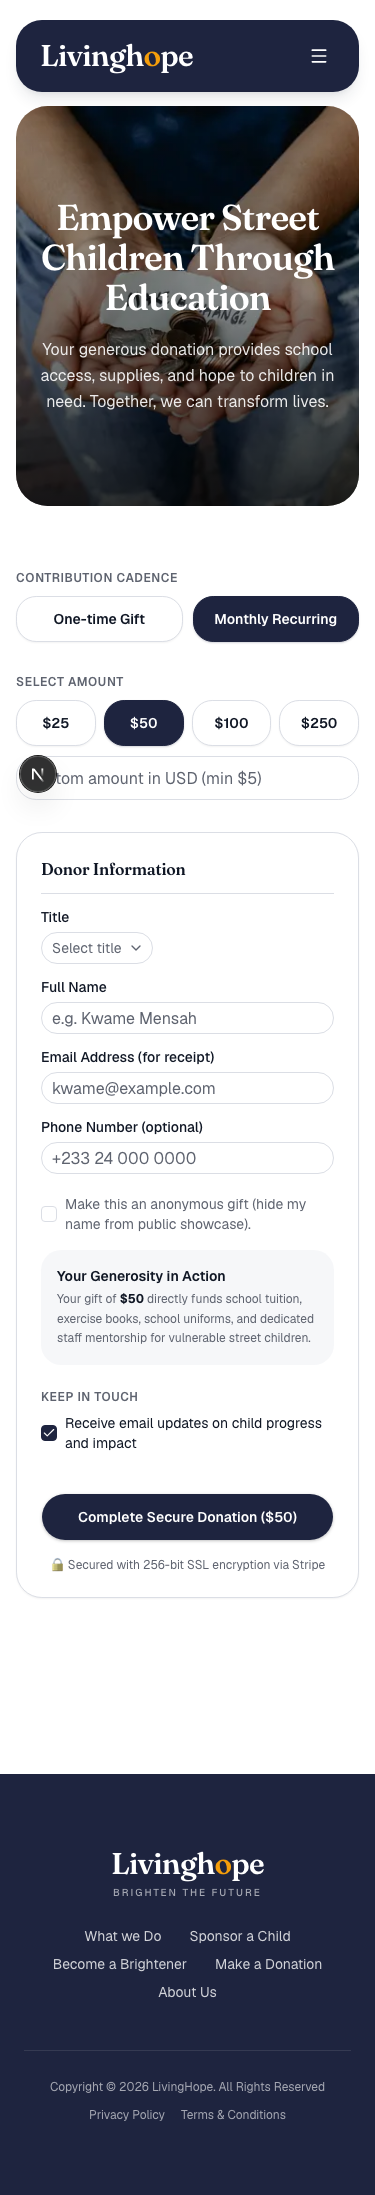 Livinghope
Empower Street
Children Through
Education
CHANGE.
Your generous donation provides school
access, supplies, and hope to children in
need. Together, we can transform lives.
CONTRIBUTION CADENCE
One-time Gift Monthly Recurring
SELECT AMOUNT
$25 $50 $100 $250
N
amount in USD (min $5)
Donor Information
Title
Select title
Full Name
e.g. Kwame Mensah
Email Address (for receipt)
kwame@example.com
Phone Number (optional)
+233 24 000 0000
Make this an anonymous gift (hide my
name from public showcase).
Your Generosity in Action
Your gift of $50 directly funds school tuition,
exercise books, school uniforms, and dedicated
staff mentorship for vulnerable street children.
KEEP IN TOUCH
Receive email updates on child progress
and impact
Complete Secure Donation ($50)
🔒 Secured with 256-bit SSL encryption via Stripe
Livinghope
BRIGHTEN THE FUTURE
What we Do Sponsor a Child
Become a Brightener Make a Donation
About Us
Copyright © 2026 LivingHope. All Rights Reserved
Privacy Policy Terms & Conditions